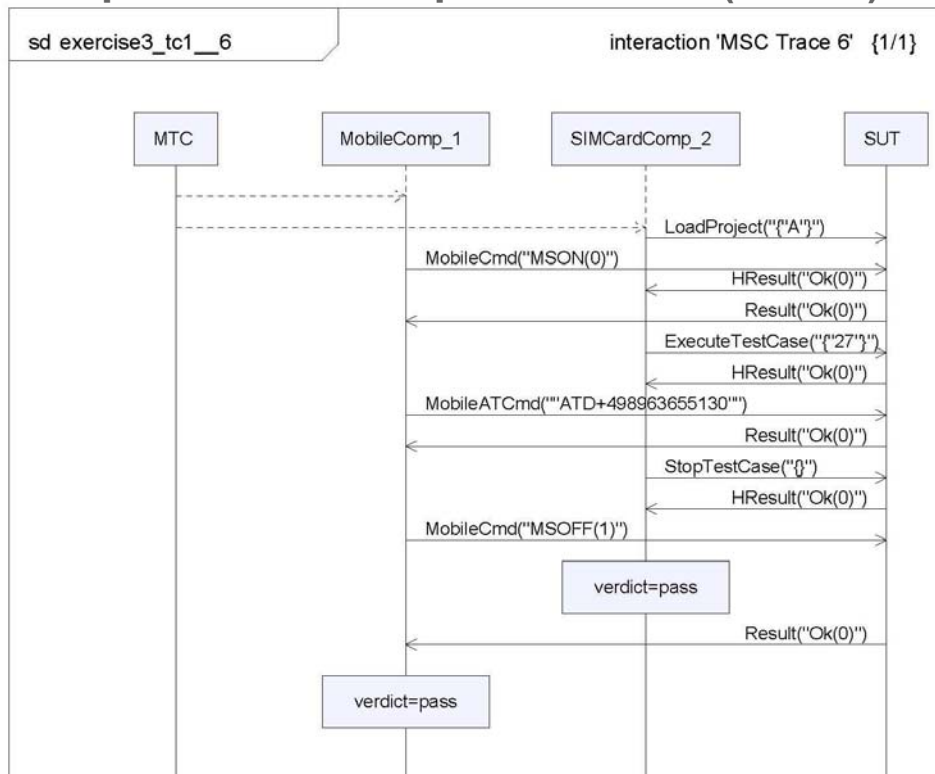 sd exercise3_tc1__6
interaction 'MSC Trace 6' {1/1}
MTC
MobileComp_1
SIMCardComp_2
SUT
LoadProject("{"A"}")
MobileCmd("MSON(0)")
HResult("Ok(0)")
Result("Ok(0)")
ExecuteTestCase("{"27"}")
HResult("Ok(0)")
MobileATCmd(""ATD+498963655130"")
Result("Ok(0)")
StopTestCase("{}")
HResult("Ok(0)")
MobileCmd("MSOFF(1)")
verdict=pass
Result("Ok(0)")
verdict=pass